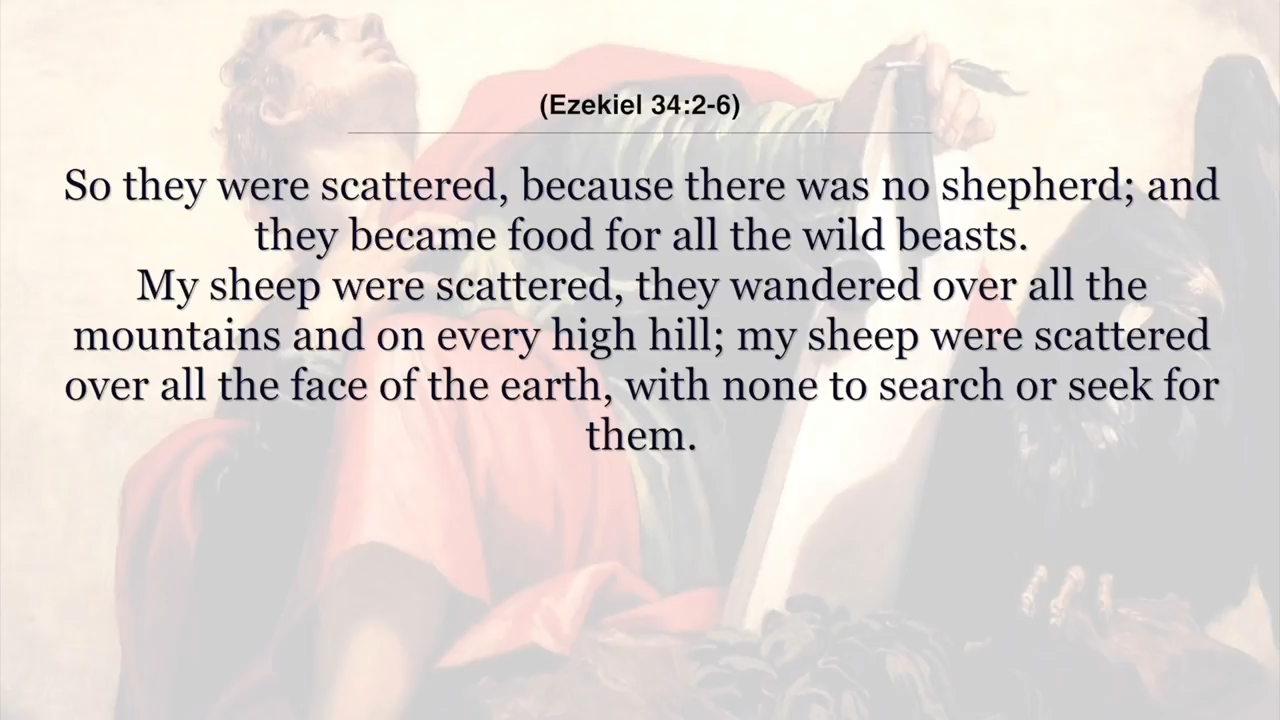 (Ezekiel 34:2-6)
So they were scattered, because there was no shepherd; and
they became food for all the wild beasts.
My sheep were scattered, they wandered over all the
mountains and on every high hill; my sheep were scattered
over all the face of the earth, with none to search or seek for
them.